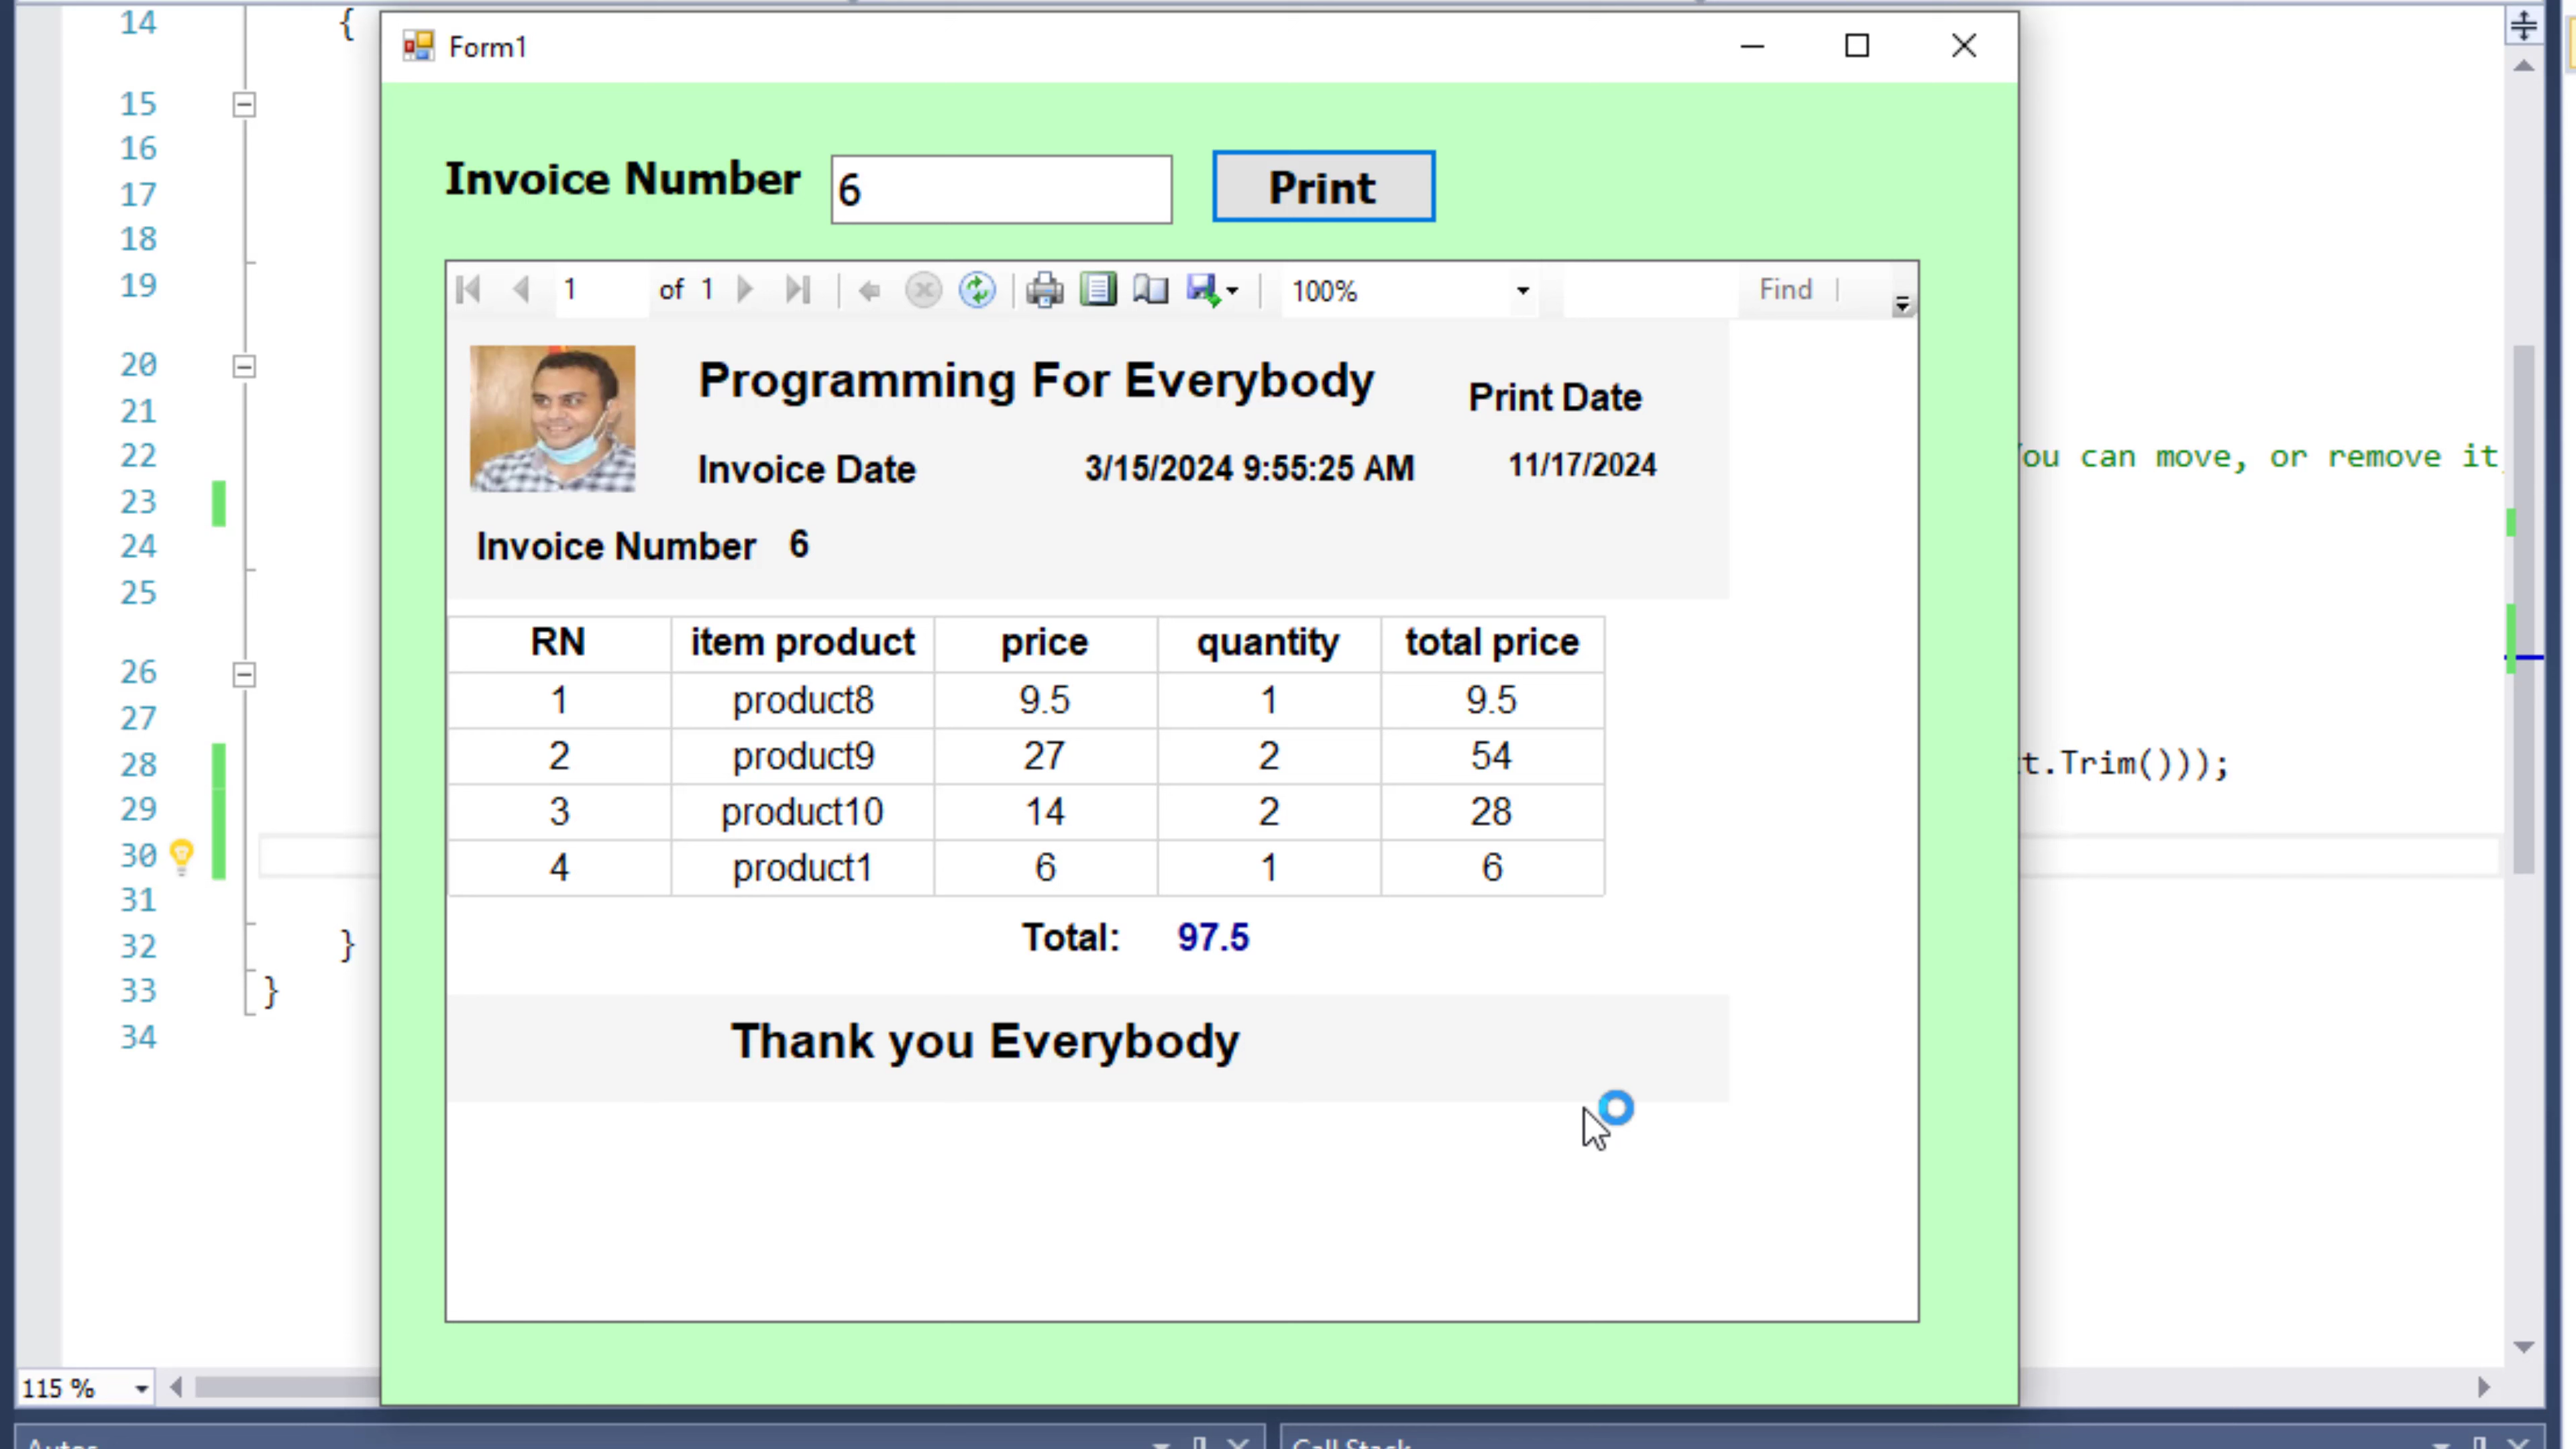 14 {
Form1
15
16
17
18
19
Invoice Number 6 Print
1 of 1 100% Find
Programming For Everybody
Print Date
Invoice Date 3/15/2024 9:55:25 AM 11/17/2024
Invoice Number 6
20
21
22 You can move, or remove it,
23
24
25
RN item product price quantity total price
1 product8 9.5 1 9.5
2 product9 27 2 54
3 product10 14 2 28
4 product1 6 1 6
Total: 97.5
Thank you Everybody
26
27
28 t.Trim()));
29
30
31
32 }
33 }
34
115 %
Autos Call Stack